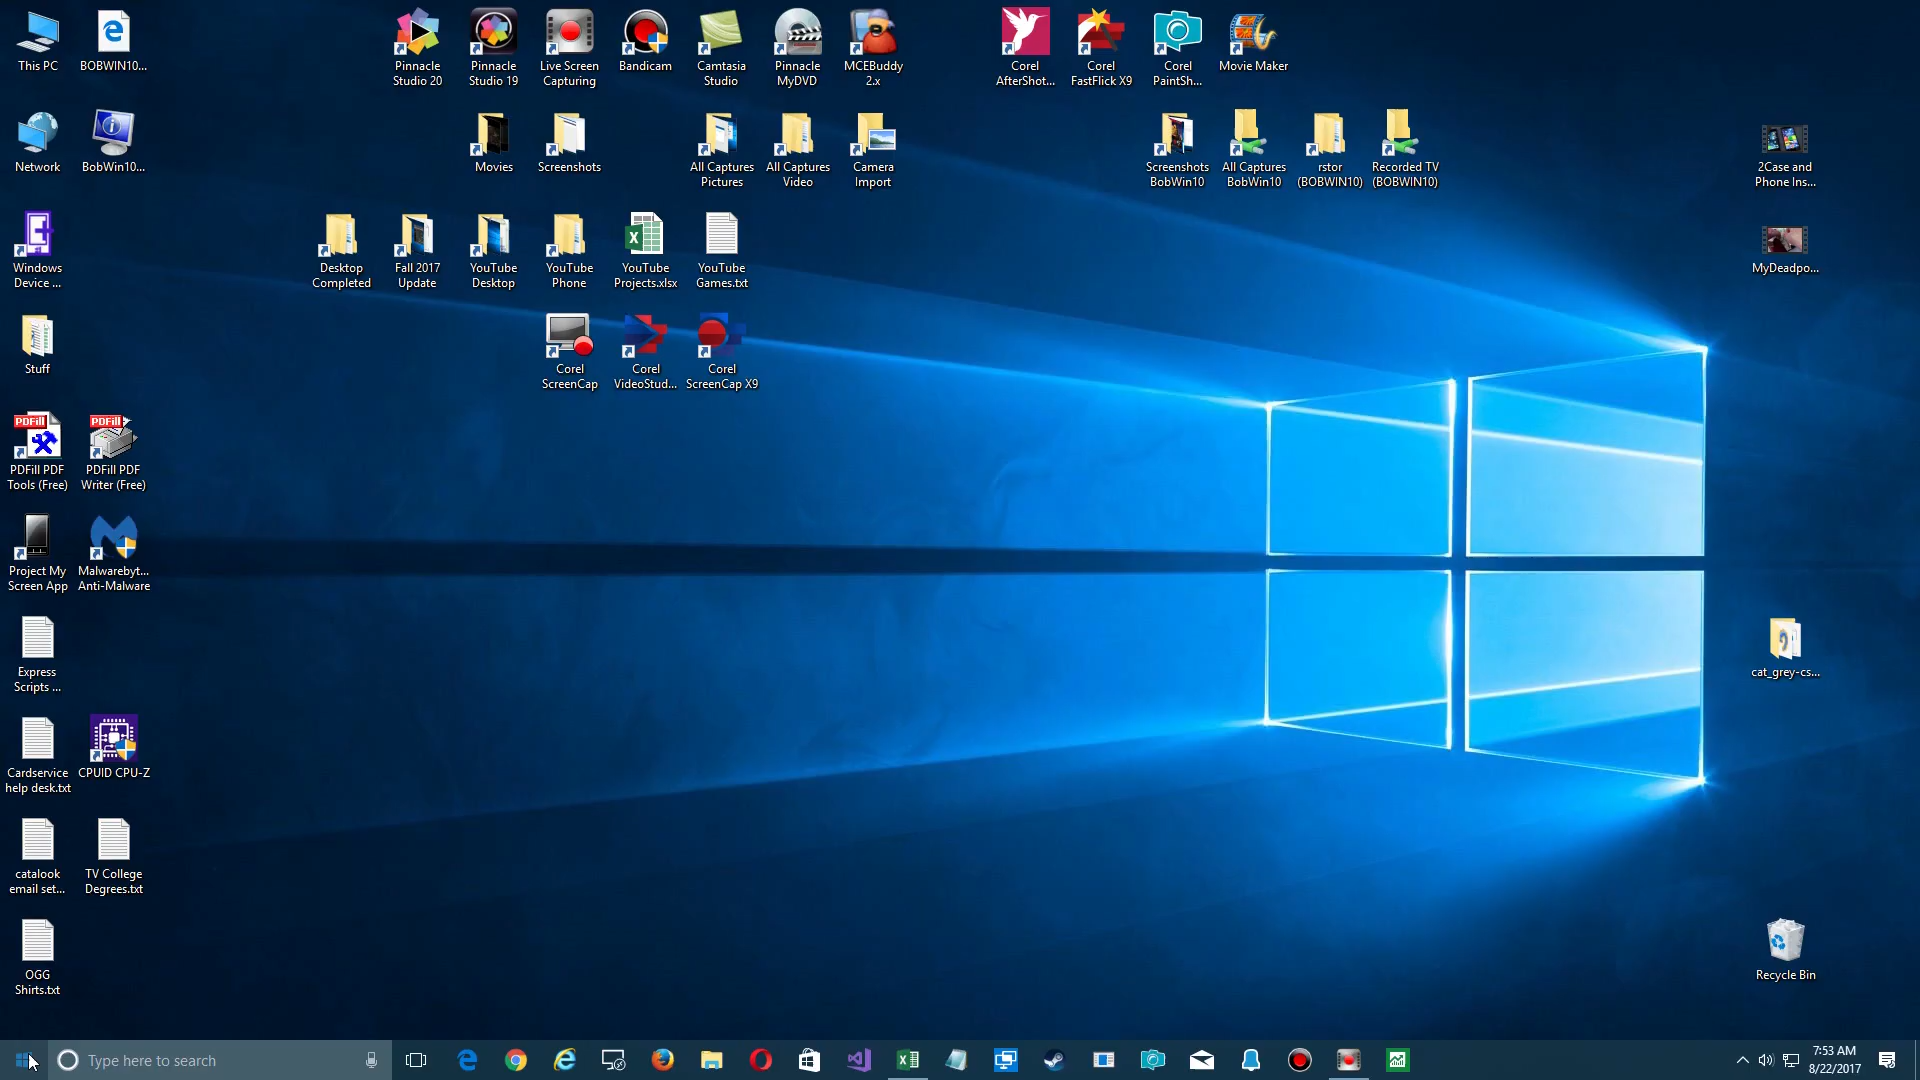 This PC
BOBWIN10...
Pinnacle
Studio 20
Pinnacle
Studio 19
Live Screen
Capturing
Bandicam
Camtasia
Studio
Pinnacle
MyDVD
MCEBuddy
2.x
Corel
AfterShot...
Corel
FastFlick X9
Corel
PaintSh...
Movie Maker
Network
BobWin10...
Movies
Screenshots
All Captures
Pictures
All Captures
Video
Camera
Import
Screenshots
BobWin10
All Captures
BobWin10
rstor
(BOBWIN10)
Recorded TV
(BOBWIN10)
2Case and
Phone Ins...
Windows
Device ...
Desktop
Completed
Fall 2017
Update
YouTube
Desktop
YouTube
Phone
YouTube
Projects.xlsx
YouTube
Games.txt
MyDeadpo...
Stuff
Corel
ScreenCap
Corel
VideoStud...
Corel
ScreenCap X9
PDFill
PDFill PDF
Tools (Free)
PDFill
PDFill PDF
Writer (Free)
Project My
Screen App
Malwarebyt...
Anti-Malware
Express
Scripts ...
cat_grey-cs...
Cardservice
help desk.txt
CPUID CPU-Z
catalook
email set...
TV College
Degrees.txt
OGG
Shirts.txt
Recycle Bin
Type here to search
7:53 AM
8/22/2017